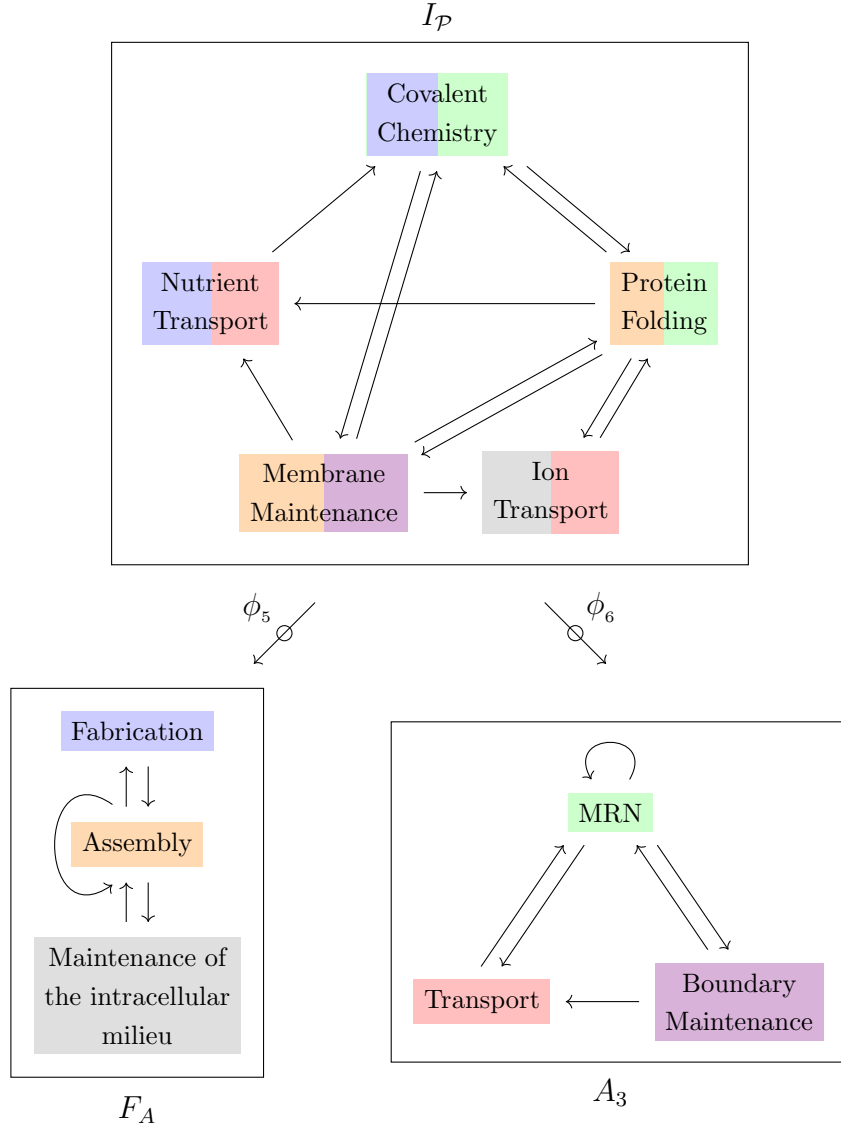 I_𝒫
Covalent
Chemistry
Nutrient
Transport
Protein
Folding
Membrane
Maintenance
Ion
Transport
ϕ₅
ϕ₆
Fabrication
Assembly
Maintenance of
the intracellular
milieu
F_A
MRN
Transport
Boundary
Maintenance
A₃